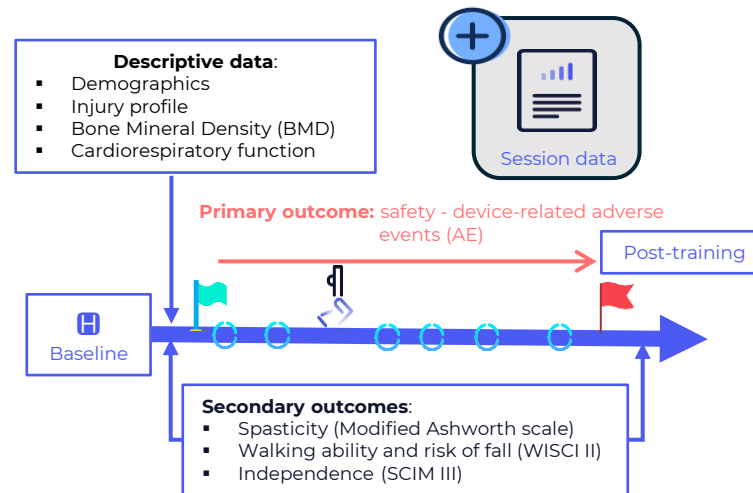 Descriptive data:
▪ Demographics
▪ Injury profile
▪ Bone Mineral Density (BMD)
▪ Cardiorespiratory function
Session data
Primary outcome: safety - device-related adverse
events (AE)
Post-training
H
Baseline
Secondary outcomes:
▪ Spasticity (Modified Ashworth scale)
▪ Walking ability and risk of fall (WISCI II)
▪ Independence (SCIM III)